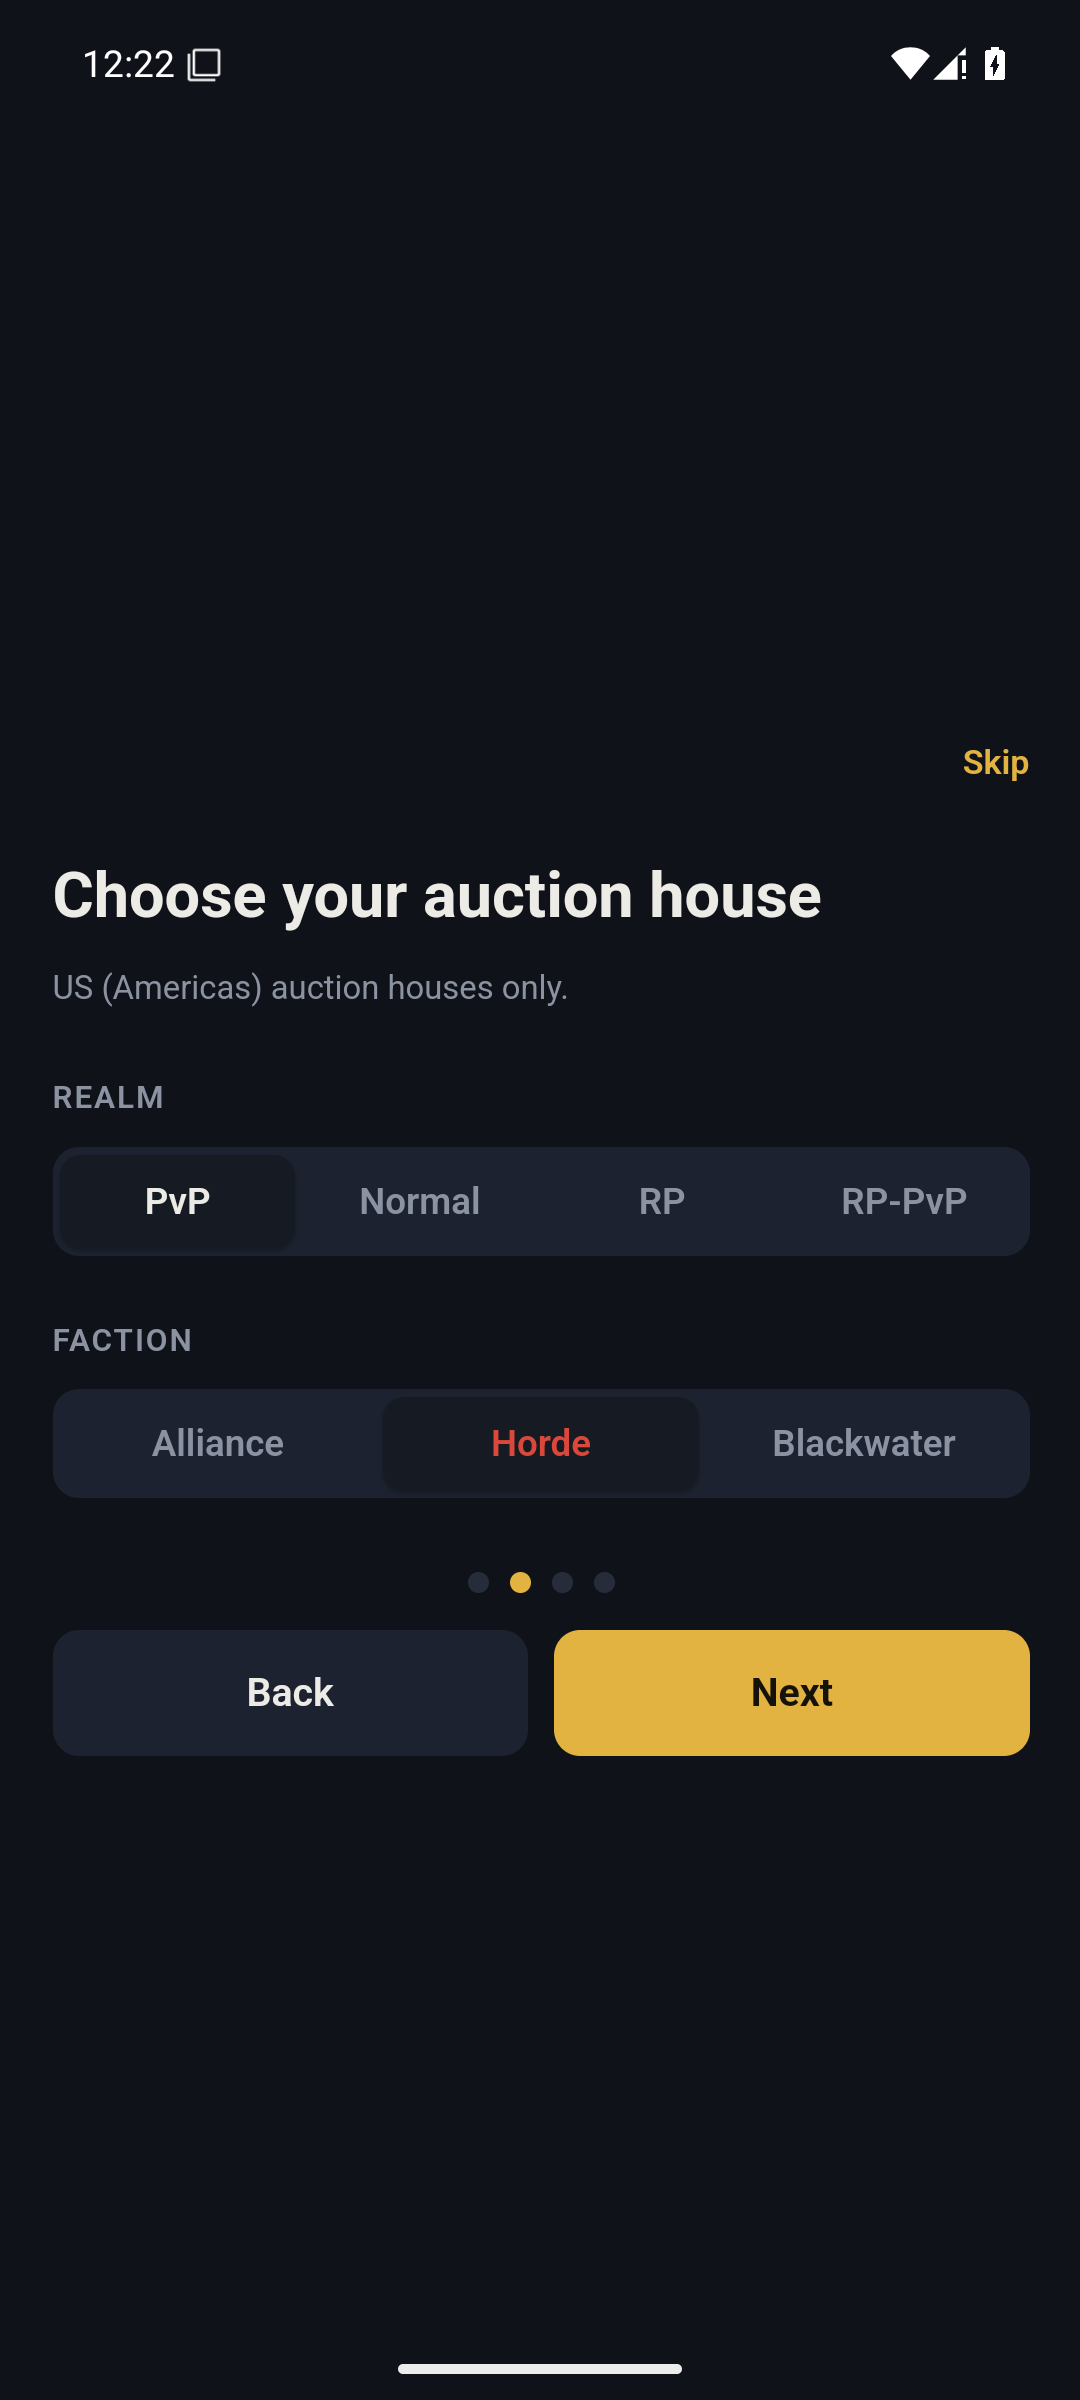 12:22
Skip
Choose your auction house
US (Americas) auction houses only.
REALM
PvP Normal RP RP-PvP
FACTION
Alliance Horde Blackwater
Back Next